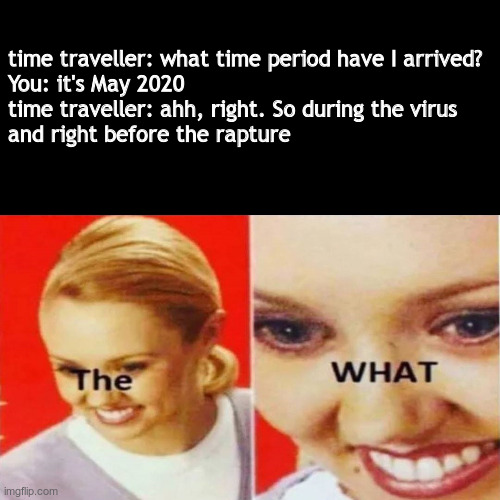 time traveller: what time period have I arrived?
You: it's May 2020
time traveller: ahh, right. So during the virus
and right before the rapture
The
WHAT
imgflip.com